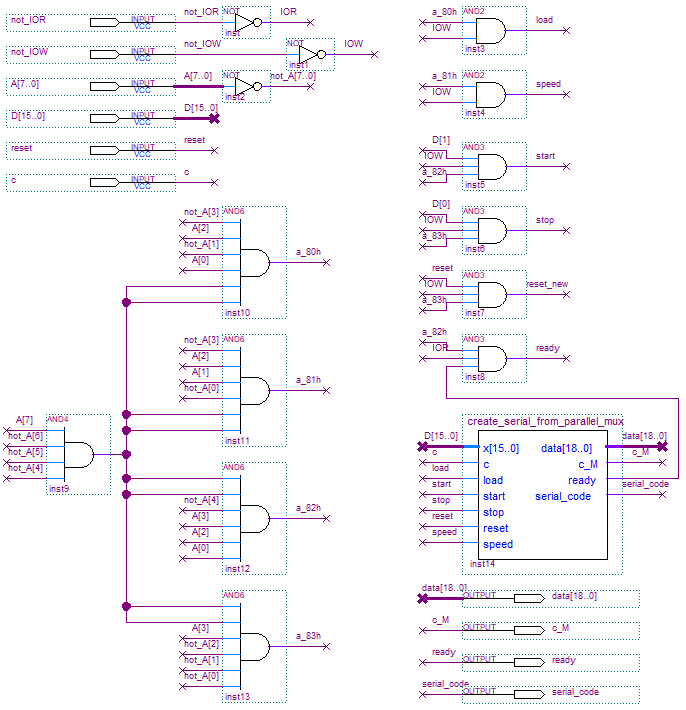 not_IOR INPUT VCC not_IOR NOT inst IOR
not_IOW INPUT VCC not_IOW NOT inst1 IOW
A[7..0] INPUT VCC A[7..0] NOT inst2 not_A[7..0]
D[15..0] INPUT VCC D[15..0]
reset INPUT VCC reset
c INPUT VCC c
a_80h IOW AND2 inst3 load
a_81h IOW AND2 inst4 speed
D[1] IOW a_82h AND3 inst5 start
D[0] IOW a_83h AND3 inst6 stop
reset IOW a_83h AND3 inst7 reset_new
a_82h IOR AND3 inst8 ready
A[7] not_A[6] not_A[5] not_A[4] AND4 inst9
not_A[3] A[2] not_A[1] A[0] AND6 inst10 a_80h
not_A[3] A[2] A[1] not_A[0] AND6 inst11 a_81h
not_A[4] A[3] A[2] A[0] AND6 inst12 a_82h
A[3] not_A[2] not_A[1] not_A[0] AND6 inst13 a_83h
create_serial_from_parallel_mux
D[15..0] x[15..0] data[18..0] data[18..0]
c c c_M c_M
load load ready
start start serial_code serial_code
stop stop
reset reset
speed speed
inst14
data[18..0] OUTPUT data[18..0]
c_M OUTPUT c_M
ready OUTPUT ready
serial_code OUTPUT serial_code